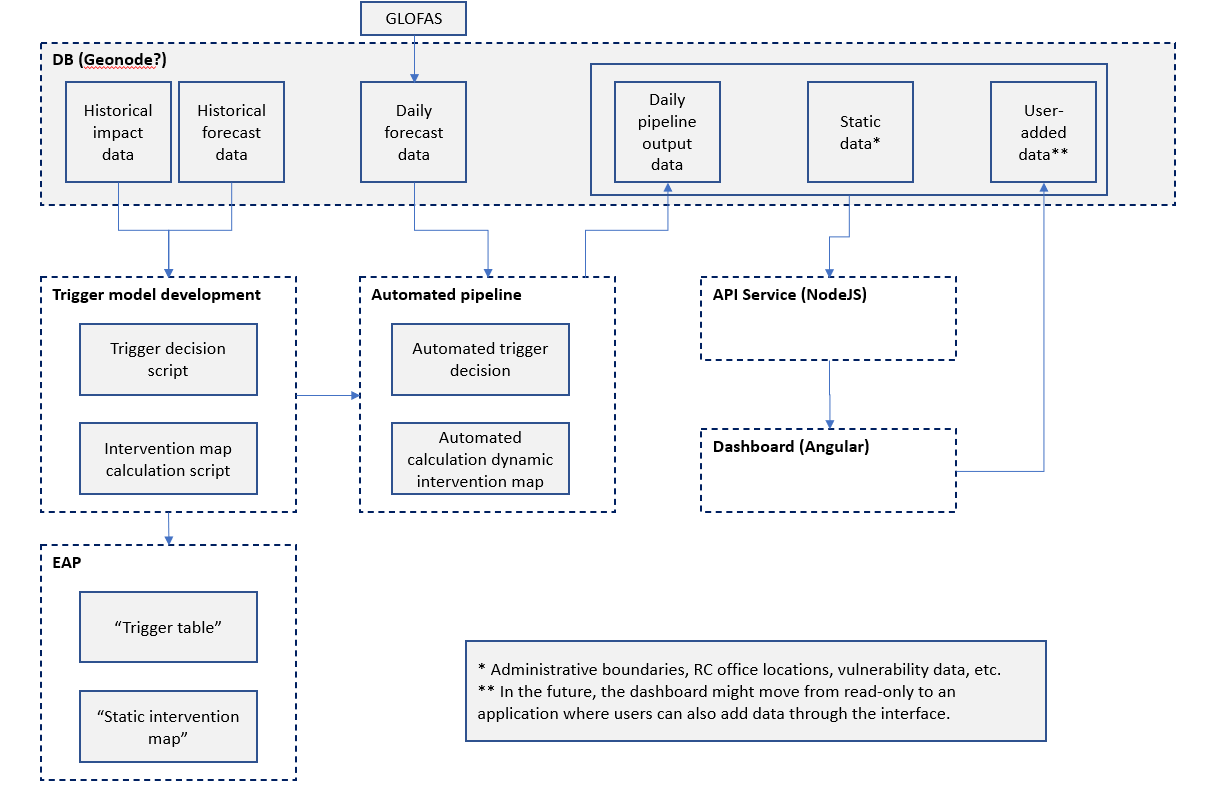 GLOFAS
DB (Geonode?)
Historical
impact
data
Historical
forecast
data
Daily
forecast
data
Daily
pipeline
output
data
Static
data*
User-
added
data**
Trigger model development
Trigger decision
script
Intervention map
calculation script
Automated pipeline
Automated trigger
decision
Automated
calculation dynamic
intervention map
API Service (NodeJS)
Dashboard (Angular)
EAP
“Trigger table”
“Static intervention
map”
* Administrative boundaries, RC office locations, vulnerability data, etc.
** In the future, the dashboard might move from read-only to an
application where users can also add data through the interface.